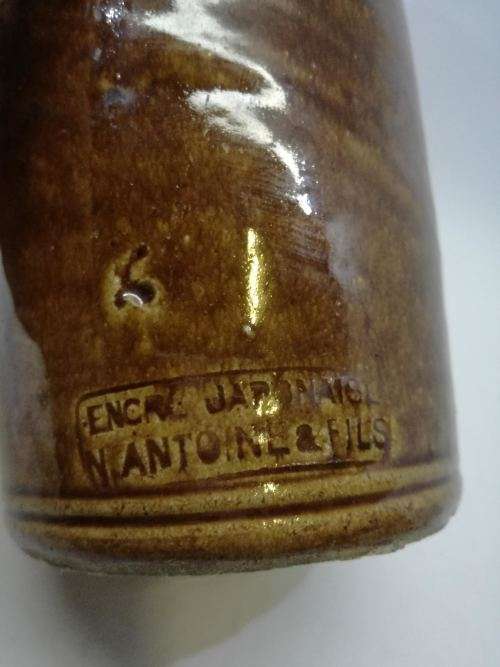 6
ENCRE JAPONAISE
N. ANTOINE & FILS